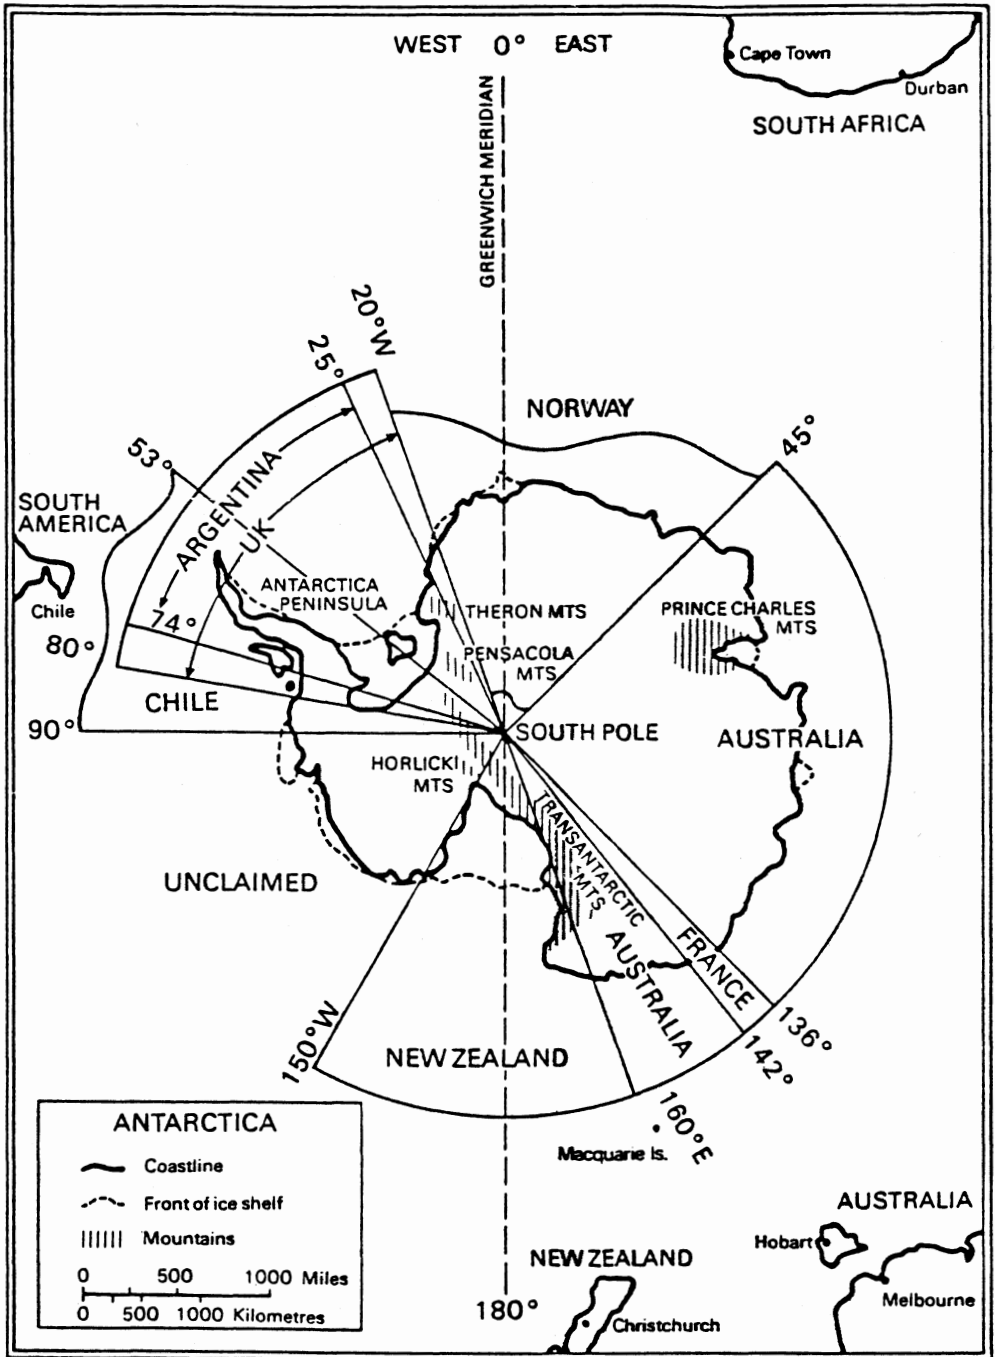 WEST 0° EAST
Cape Town
Durban
SOUTH AFRICA
GREENWICH MERIDIAN
20°W
25°
NORWAY
45°
53°
SOUTH
AMERICA
ARGENTINA
UK
ANTARCTICA
PENINSULA
Chile
THERON MTS
PRINCE CHARLES
MTS
74°
80°
PENSACOLA
MTS
CHILE
90°
SOUTH POLE
AUSTRALIA
HORLICKI
MTS
TRANSANTARCTIC
MTS
UNCLAIMED
FRANCE
AUSTRALIA
136°
142°
150°W
NEW ZEALAND
160°E
Macquarie Is.
ANTARCTICA
Coastline
Front of ice shelf
Mountains
0 500 1000 Miles
0 500 1000 Kilometres
AUSTRALIA
Hobart
Melbourne
NEW ZEALAND
180°
Christchurch